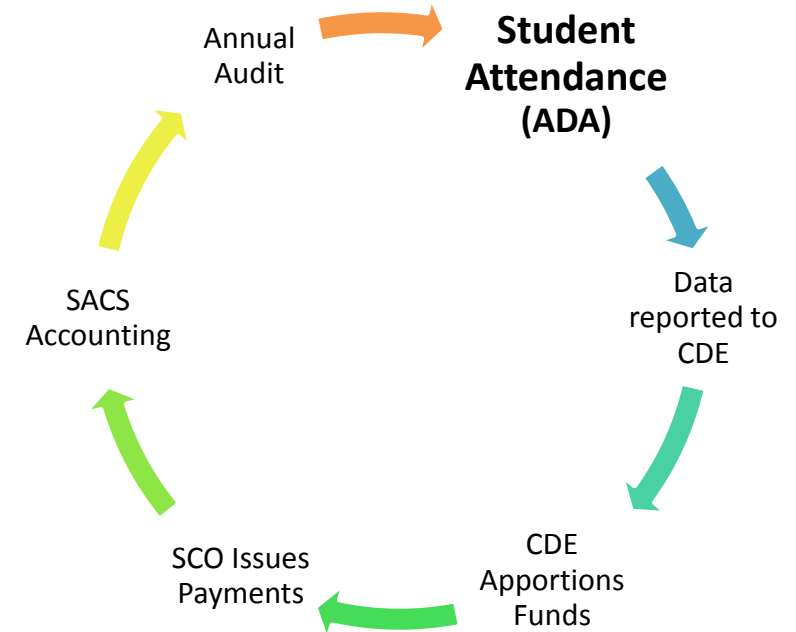 Student
Attendance
(ADA)
Data
reported to
CDE
CDE
Apportions
Funds
SCO Issues
Payments
SACS
Accounting
Annual
Audit